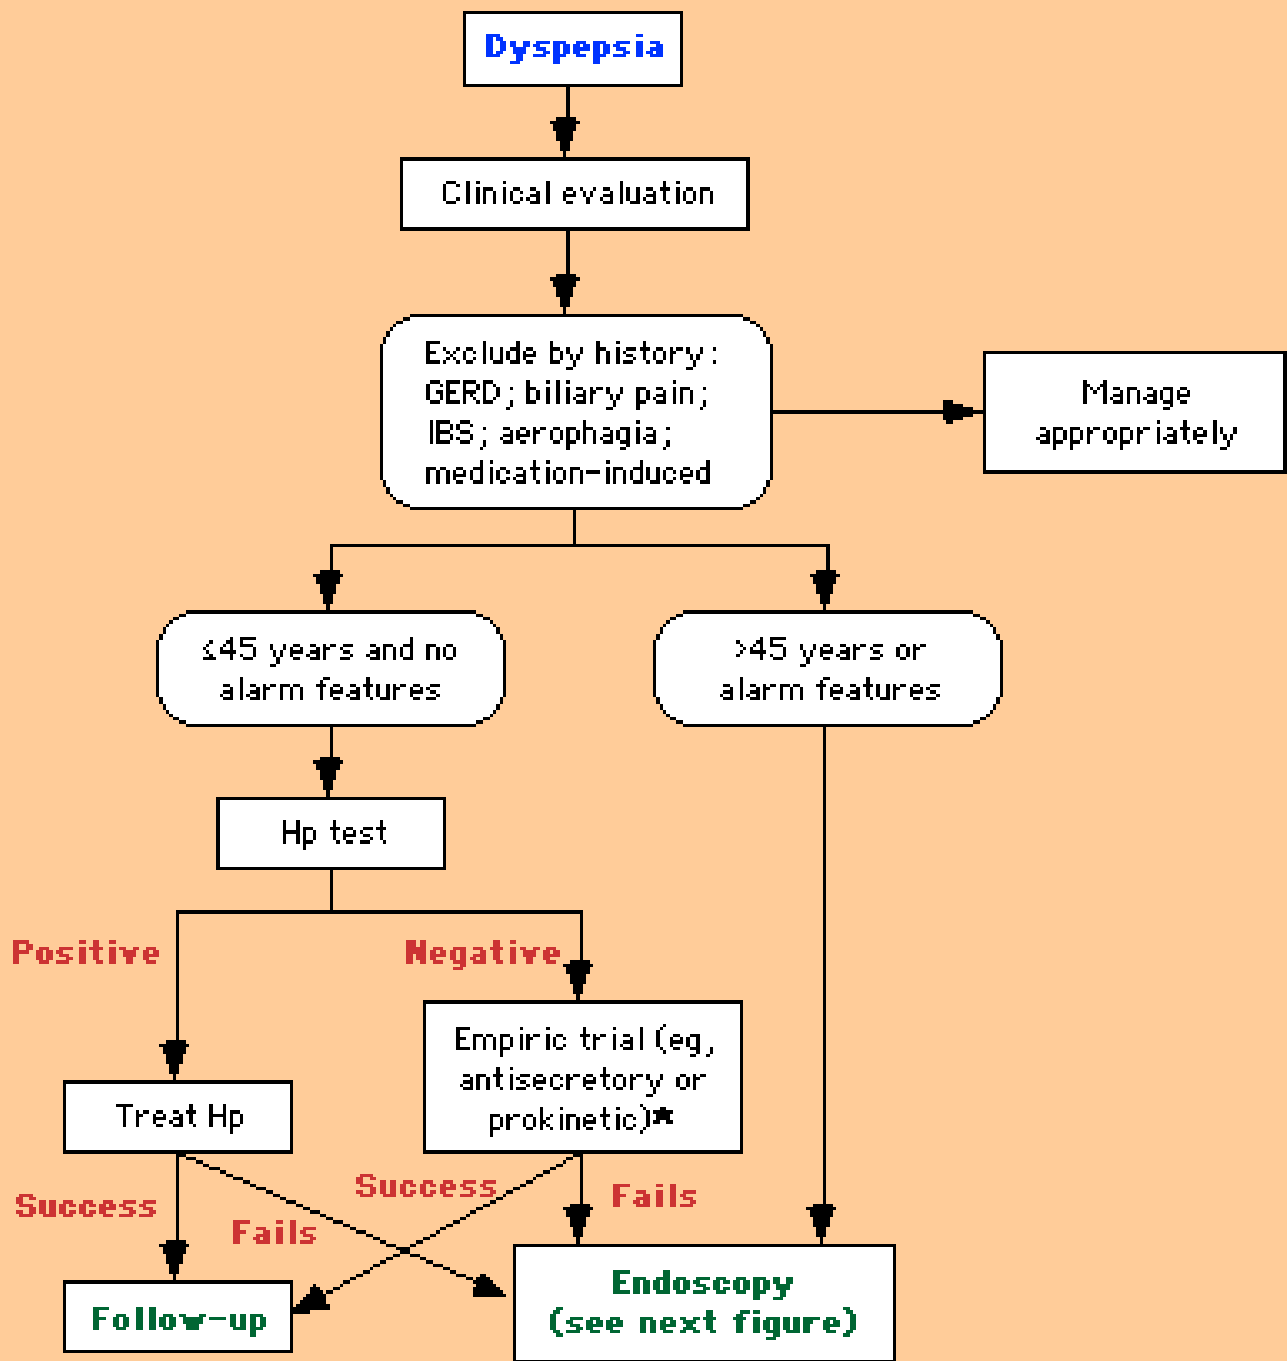 Dyspepsia
Clinical evaluation
Exclude by history:
GERD; biliary pain;
IBS; aerophagia;
medication-induced
Manage
appropriately
≤45 years and no
alarm features
>45 years or
alarm features
Hp test
Positive
Negative
Empiric trial (eg,
antisecretory or
prokinetic)*
Treat Hp
Success
Fails
Success
Fails
Follow-up
Endoscopy
(see next figure)